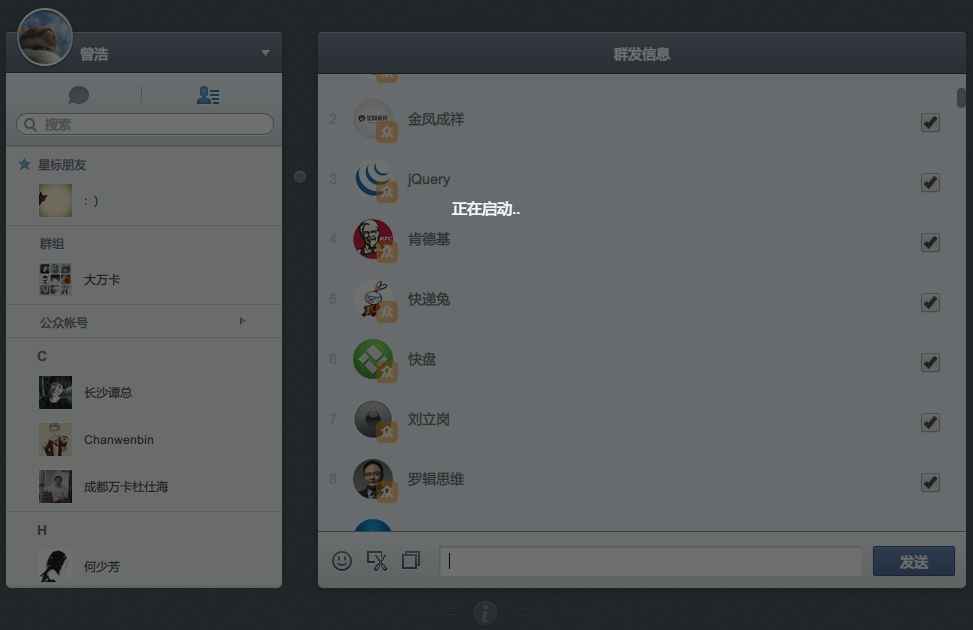 曾浩
搜索
星标朋友
: )
群组
大万卡
公众帐号
C
长沙谭总
Chanwenbin
成都万卡杜仕海
H
何少芳
群发信息
2 金凤成祥
3 jQuery
正在启动..
4 肯德基
5 快递兔
6 快盘
7 刘立岗
8 罗辑思维
发送